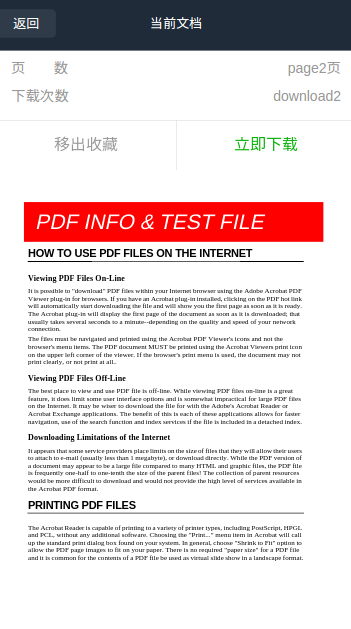 返回
当前文档
页 数
page2页
下载次数
download2
移出收藏
立即下载
PDF INFO & TEST FILE
HOW TO USE PDF FILES ON THE INTERNET
Viewing PDF Files On-Line
It is possible to "download" PDF files within your Internet browser using the Adobe Acrobat PDF
Viewer plug-in for browsers. If you have an Acrobat plug-in installed, clicking on the PDF hot link
will automatically start downloading the file and will show you the first page as soon as it is ready.
The Acrobat plug-in will display the first page of the document as soon as it is downloaded; that
usually takes several seconds to a minute--depending on the quality and speed of your network
connection.
The files must be navigated and printed using the Acrobat PDF Viewer's icons and not the
browser's menu items. The PDF document MUST be printed using the Acrobat Viewers print icon
on the upper left corner of the viewer. If the browser's print menu is used, the document may not
print clearly, or not print at all..
Viewing PDF Files Off-Line
The best place to view and use PDF file is off-line. While viewing PDF files on-line is a great
feature, it does limit some user interface options and is somewhat impractical for large PDF files
on the Internet. It may be wiser to download the file for with the Adobe's Acrobat Reader or
Acrobat Exchange applications. The benefit of this is each of these applications allows for faster
navigation, use of the search function and index services if the file is included in a detached index.
Downloading Limitations of the Internet
It appears that some service providers place limits on the size of files that they will allow their users
to attach to e-mail (usually less than 1 megabyte), or download directly. While the PDF version of
a document may appear to be a large file compared to many HTML and graphic files, the PDF file
is frequently one-half to one-tenth the size of the parent files! The collection of parent resources
would be more difficult to download and would not provide the high level of services available in
the Acrobat PDF format.
PRINTING PDF FILES
The Acrobat Reader is capable of printing to a variety of printer types, including PostScript, HPGL
and PCL, without any additional software. Choosing the "Print..." menu item in Acrobat will call
up the standard print dialog box found on your system. In general, choose "Shrink to Fit" option to
allow the PDF page images to fit on your paper. There is no required "paper size" for a PDF file
and it is common for the contents of a PDF file be used as virtual slide show in a landscape format.